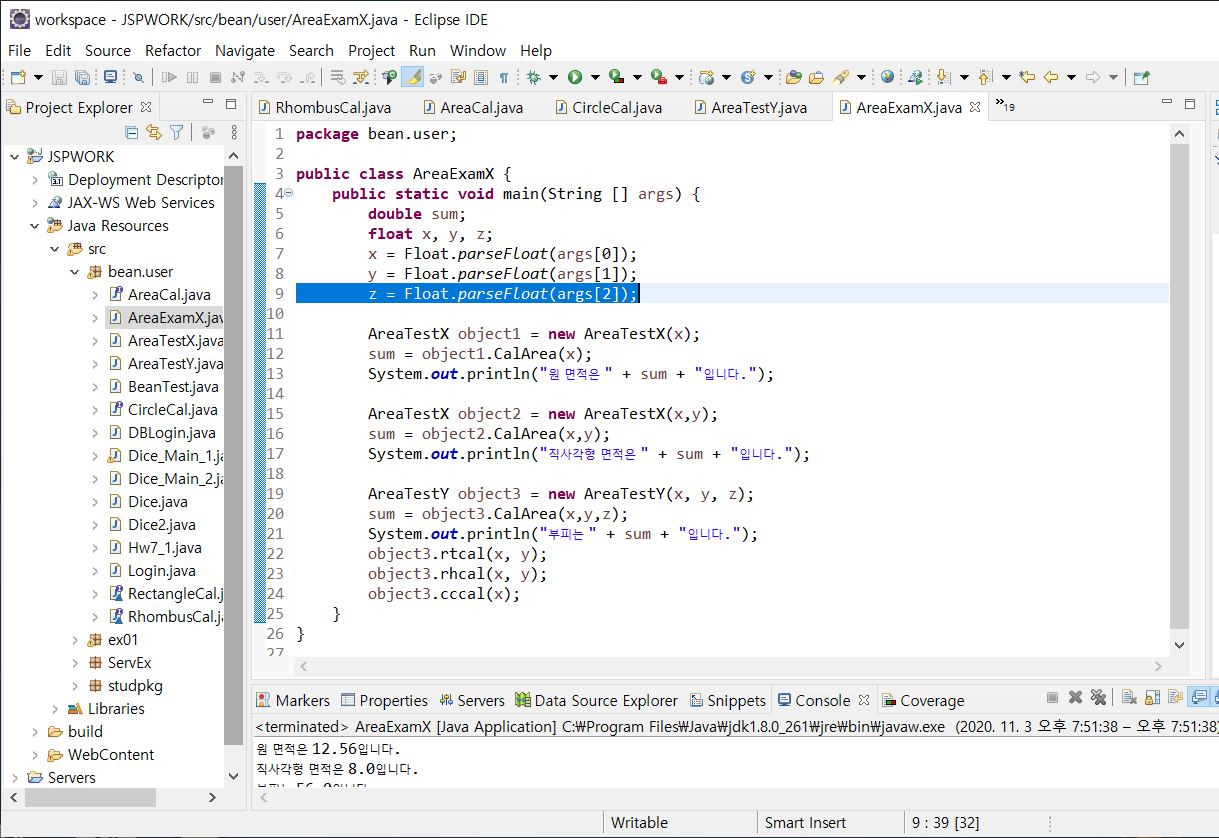 workspace - JSPWORK/src/bean/user/AreaExamX.java - Eclipse IDE
File Edit Source Refactor Navigate Search Project Run Window Help
Project Explorer
RhombusCal.java AreaCal.java CircleCal.java AreaTestY.java AreaExamX.java »19
JSPWORK
Deployment Descriptor
JAX-WS Web Services
Java Resources
src
bean.user
AreaCal.java
AreaExamX.jav
AreaTestX.java
AreaTestY.java
BeanTest.java
CircleCal.java
DBLogin.java
Dice_Main_1.ja
Dice_Main_2.ja
Dice.java
Dice2.java
Hw7_1.java
Login.java
RectangleCal.j
RhombusCal.ja
ex01
ServEx
studpkg
Libraries
build
WebContent
Servers
1 package bean.user;
2
3 public class AreaExamX {
4 public static void main(String [] args) {
5 double sum;
6 float x, y, z;
7 x = Float.parseFloat(args[0]);
8 y = Float.parseFloat(args[1]);
9 z = Float.parseFloat(args[2]);
10
11 AreaTestX object1 = new AreaTestX(x);
12 sum = object1.CalArea(x);
13 System.out.println("원 면적은 " + sum + "입니다.");
14
15 AreaTestX object2 = new AreaTestX(x,y);
16 sum = object2.CalArea(x,y);
17 System.out.println("직사각형 면적은 " + sum + "입니다.");
18
19 AreaTestY object3 = new AreaTestY(x, y, z);
20 sum = object3.CalArea(x,y,z);
21 System.out.println("부피는 " + sum + "입니다.");
22 object3.rtcal(x, y);
23 object3.rhcal(x, y);
24 object3.cccal(x);
25 }
26 }
27
Markers Properties Servers Data Source Explorer Snippets Console Coverage
<terminated> AreaExamX [Java Application] C:₩Program Files₩Java₩jdk1.8.0_261₩jre₩bin₩javaw.exe (2020. 11. 3 오후 7:51:38 – 오후 7:51:38)
원 면적은 12.56입니다.
직사각형 면적은 8.0입니다.
부피는 56.0입니다.
Writable Smart Insert 9 : 39 [32]